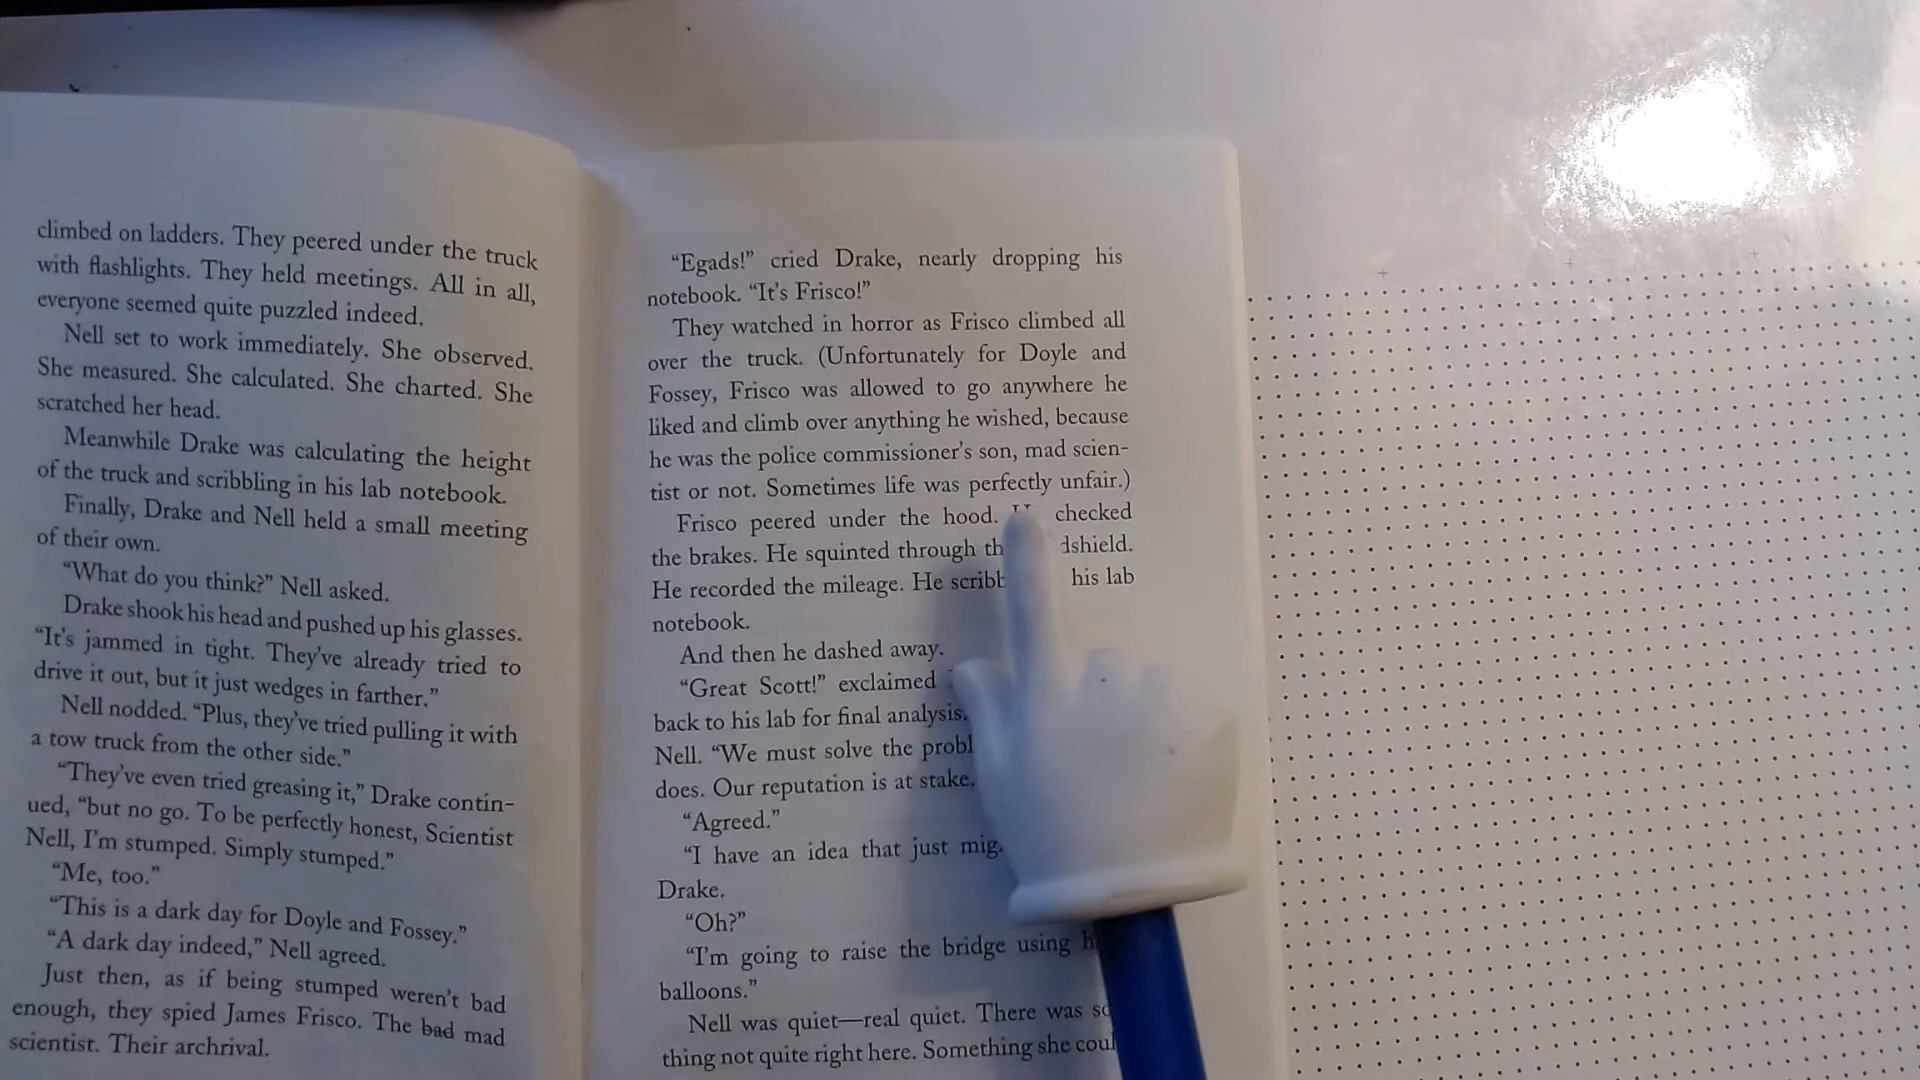 climbed on ladders. They peered under the truck
with flashlights. They held meetings. All in all,
everyone seemed quite puzzled indeed.
Nell set to work immediately. She observed.
She measured. She calculated. She charted. She
scratched her head.
Meanwhile Drake was calculating the height
of the truck and scribbling in his lab notebook.
Finally, Drake and Nell held a small meeting
of their own.
“What do you think?” Nell asked.
Drake shook his head and pushed up his glasses.
“It’s jammed in tight. They’ve already tried to
drive it out, but it just wedges in farther.”
Nell nodded. “Plus, they’ve tried pulling it with
a tow truck from the other side.”
“They’ve even tried greasing it,” Drake contin-
ued, “but no go. To be perfectly honest, Scientist
Nell, I’m stumped. Simply stumped.”
“Me, too.”
“This is a dark day for Doyle and Fossey.”
“A dark day indeed,” Nell agreed.
Just then, as if being stumped weren’t bad
enough, they spied James Frisco. The bad mad
scientist. Their archrival.
“Egads!” cried Drake, nearly dropping his
notebook. “It’s Frisco!”
They watched in horror as Frisco climbed all
over the truck. (Unfortunately for Doyle and
Fossey, Frisco was allowed to go anywhere he
liked and climb over anything he wished, because
he was the police commissioner’s son, mad scien-
tist or not. Sometimes life was perfectly unfair.)
Frisco peered under the hood. checked
the brakes. He squinted through
He recorded the mileage. He his lab
notebook.
And then he dashed away.
“Great Scott!” exclaimed
back to his lab for final analysis.
Nell. “We must solve the
does. Our reputation is at stake.
“Agreed.”
“I have an idea that just
Drake.
“Oh?”
“I’m going to raise the bridge using
balloons.”
Nell was quiet—real quiet. There was
thing not quite right here. Something she